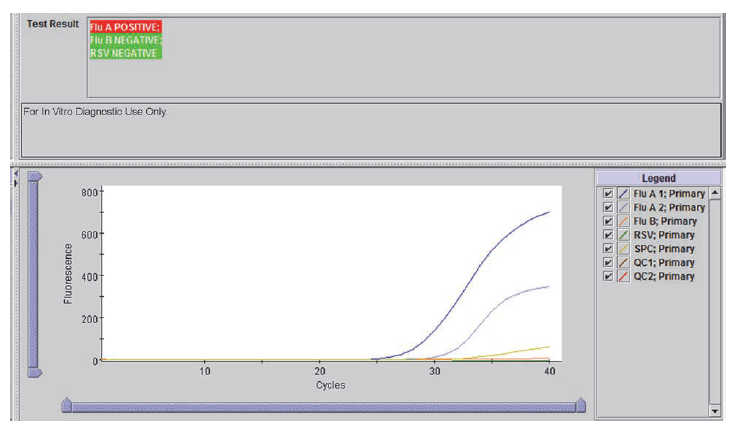 Test Result
Flu A POSITIVE;
Flu B NEGATIVE;
RSV NEGATIVE
For In Vitro Diagnostic Use Only.
Legend
Flu A 1; Primary
Flu A 2; Primary
Flu B; Primary
RSV; Primary
SPC; Primary
QC1; Primary
QC2; Primary
Fluorescence
800
600
400
200
0
10
20
30
40
Cycles